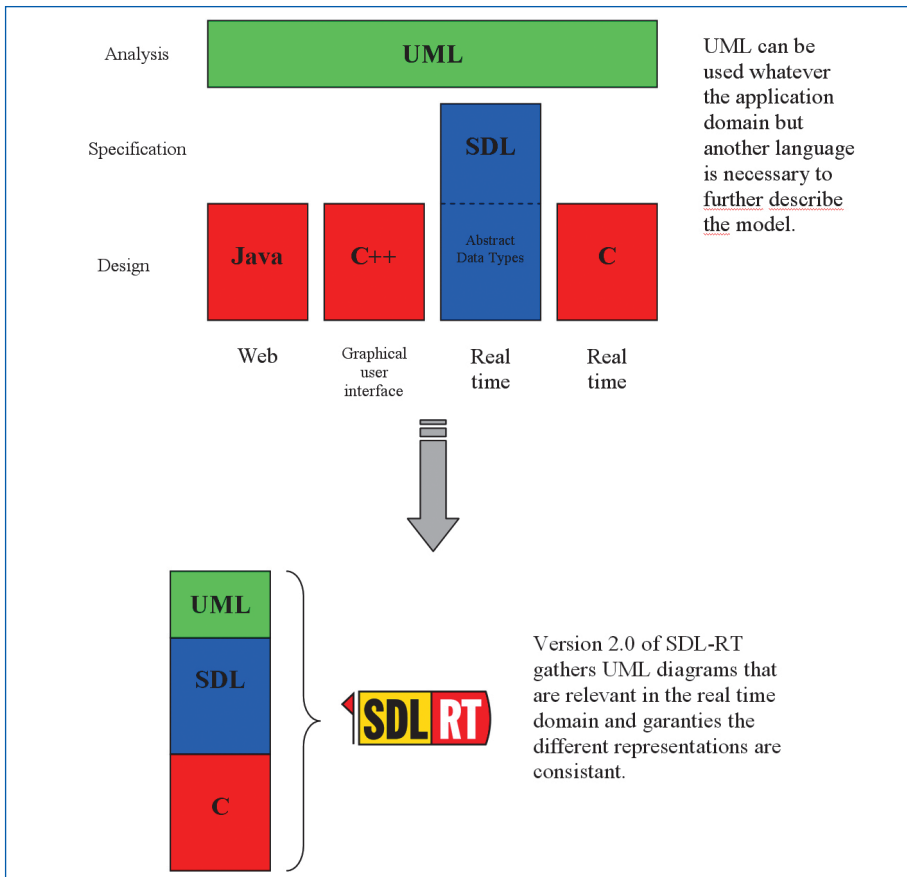 Analysis
UML
UML can be
used whatever
the application
domain but
another language
is necessary to
further describe
the model.
Specification
SDL
Design
Java
C++
Abstract
Data Types
C
Web
Graphical
user
interface
Real
time
Real
time
UML
SDL
C
SDL RT
Version 2.0 of SDL-RT
gathers UML diagrams that
are relevant in the real time
domain and garanties the
different representations are
consistant.